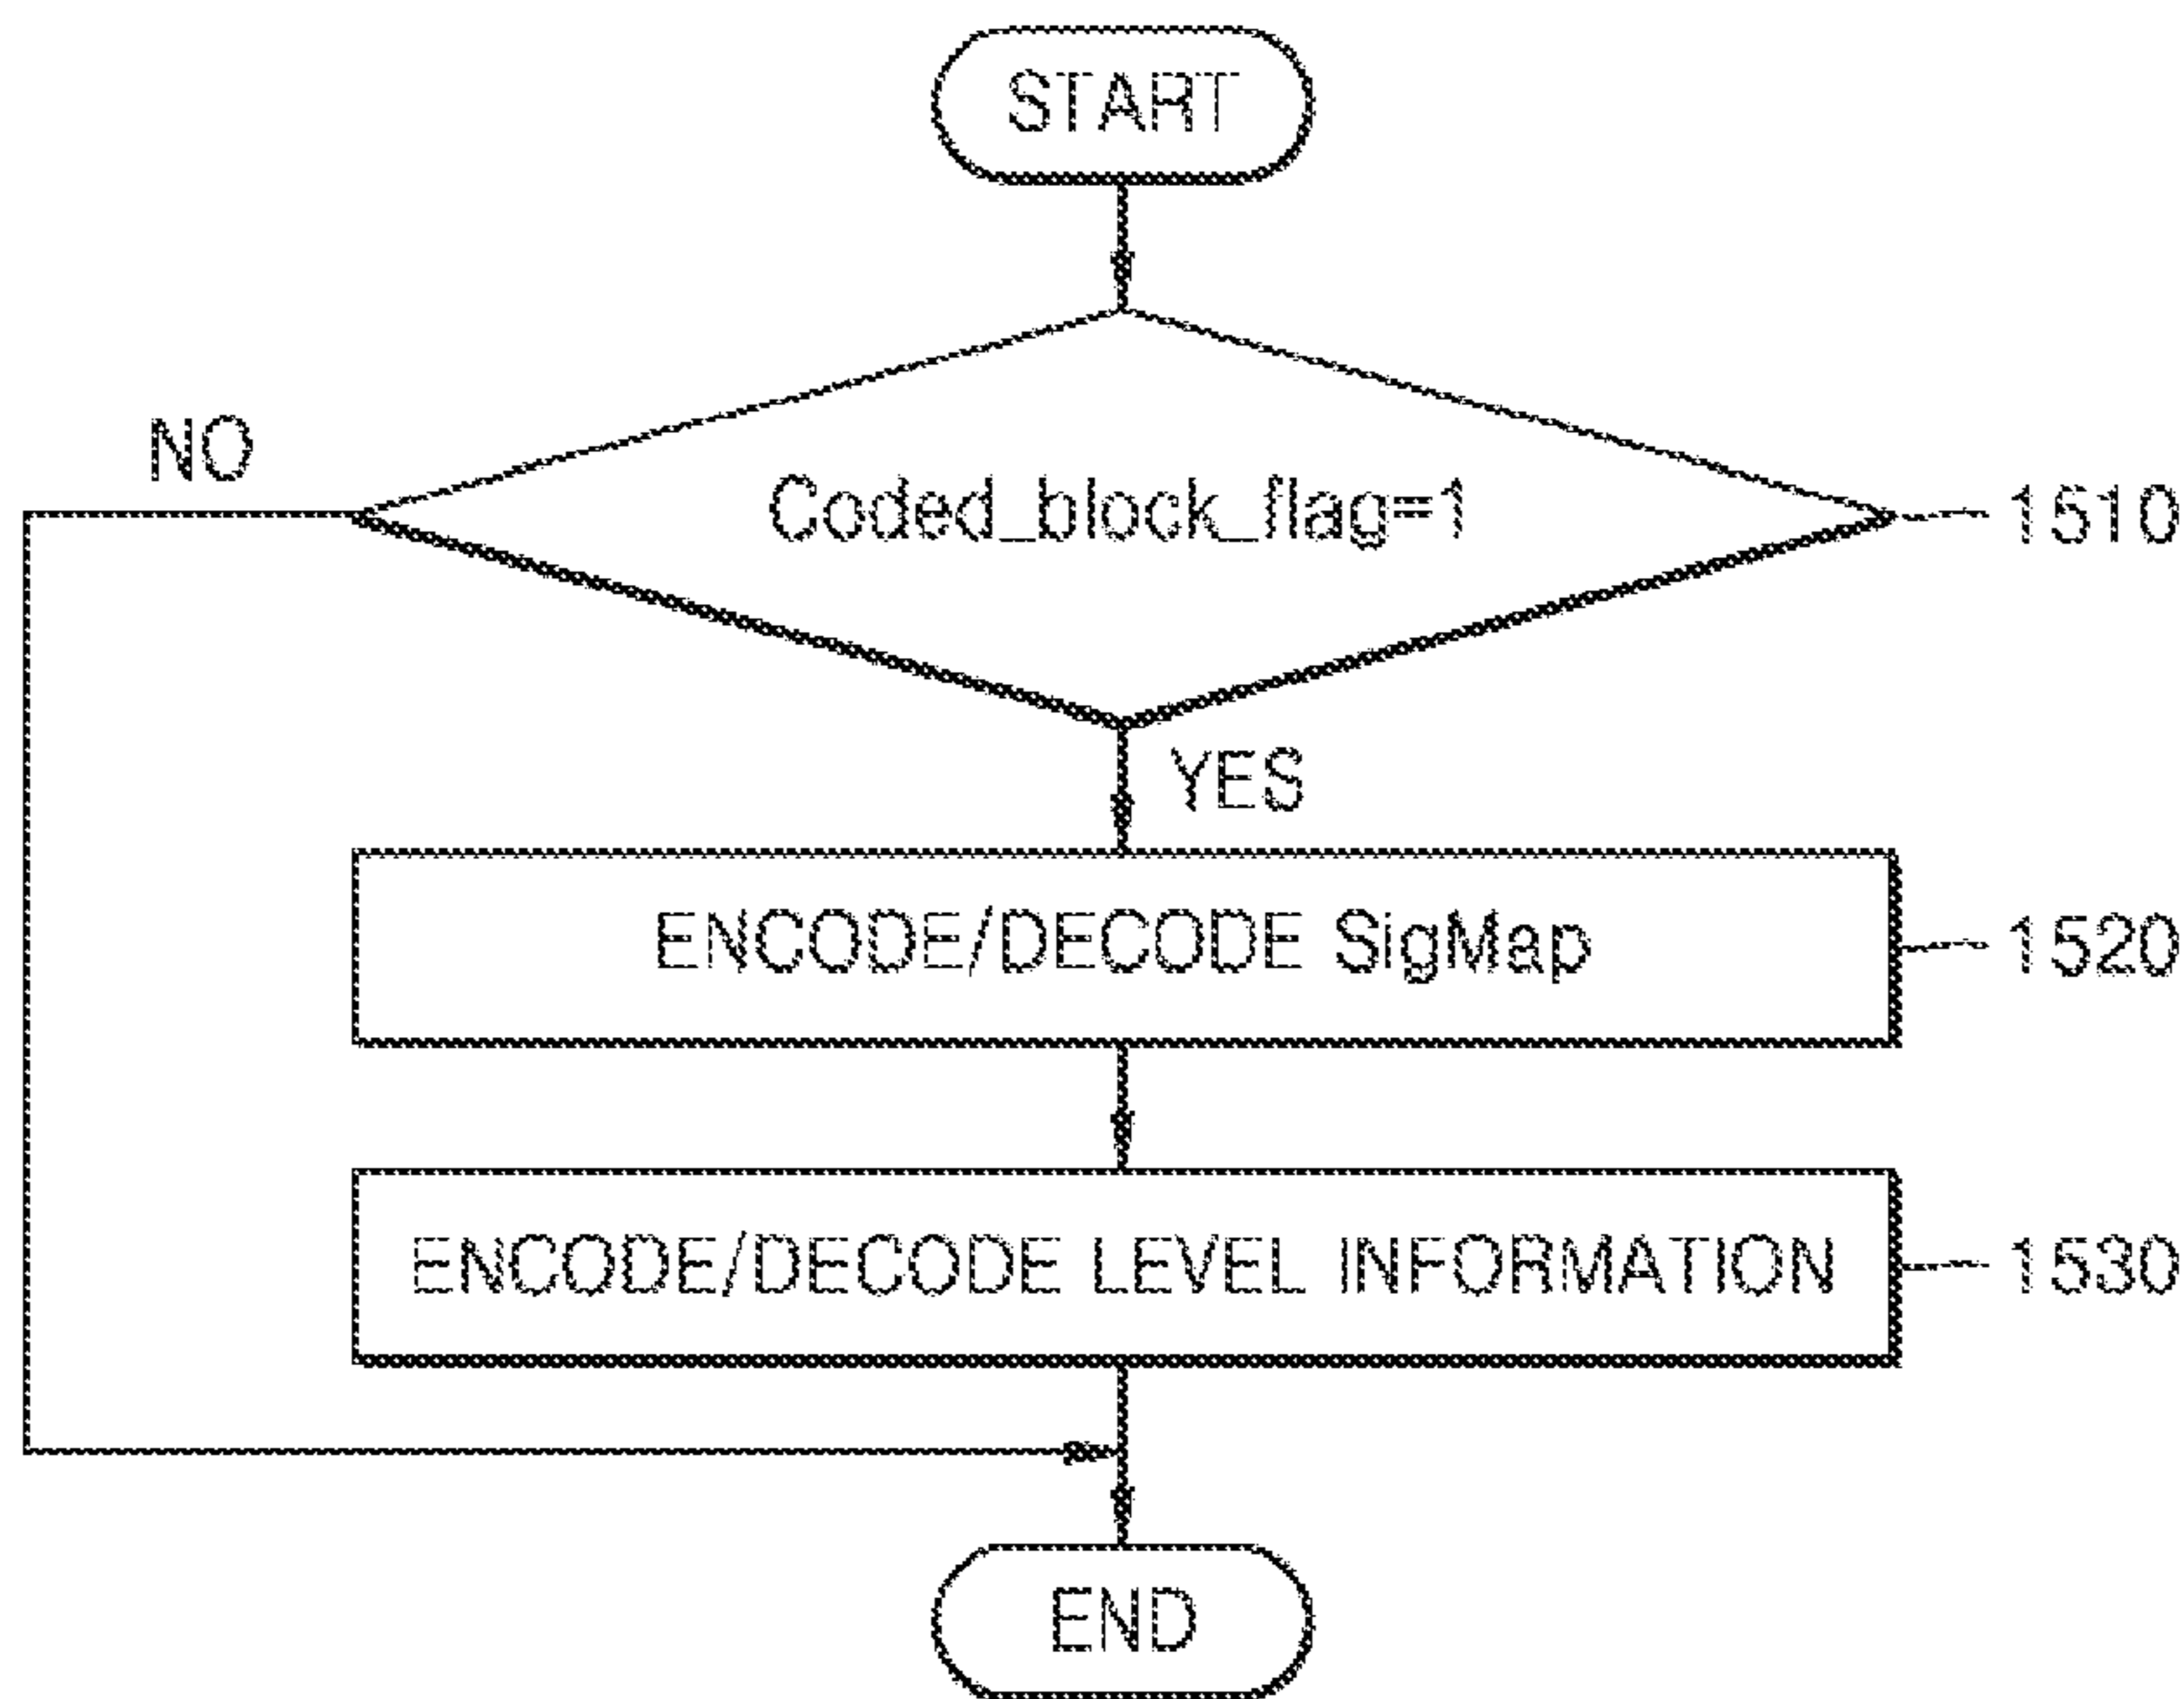 START
NO
Coded_block_flag=1
1510
YES
ENCODE/DECODE SigMap
1520
ENCODE/DECODE LEVEL INFORMATION
1530
END